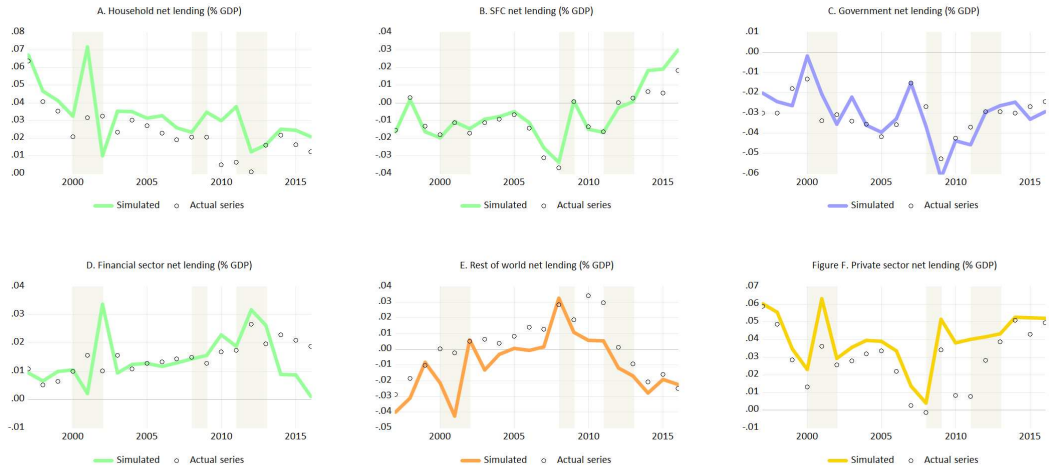 A. Household net lending (% GDP)
.08
.07
.06
.05
.04
.03
.02
.01
.00
2000 2005 2010 2015
Simulated Actual series
B. SFC net lending (% GDP)
.04
.03
.02
.01
.00
-.01
-.02
-.03
-.04
2000 2005 2010 2015
Simulated Actual series
C. Government net lending (% GDP)
.01
.00
-.01
-.02
-.03
-.04
-.05
-.06
2000 2005 2010 2015
Simulated Actual series
D. Financial sector net lending (% GDP)
.04
.03
.02
.01
.00
-.01
2000 2005 2010 2015
Simulated Actual series
E. Rest of world net lending (% GDP)
.04
.03
.02
.01
.00
-.01
-.02
-.03
-.04
-.05
2000 2005 2010 2015
Simulated Actual series
Figure F. Private sector net lending (% GDP)
.07
.06
.05
.04
.03
.02
.01
.00
-.01
2000 2005 2010 2015
Simulated Actual series